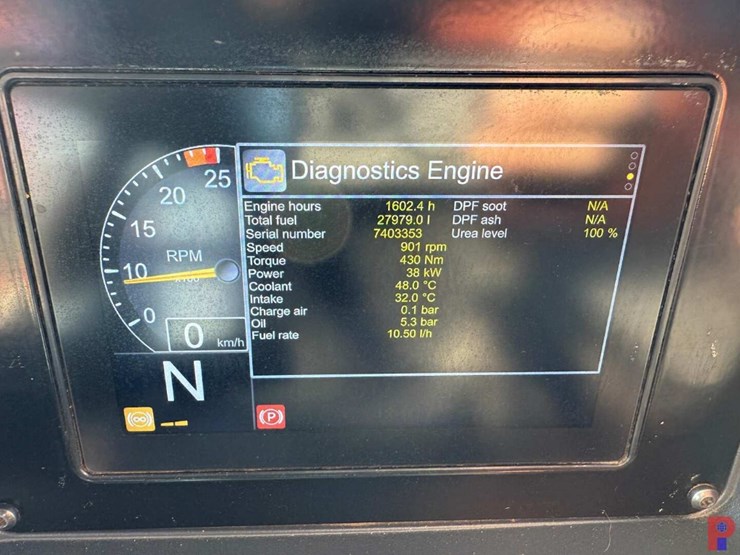 Diagnostics Engine
Engine hours 1602.4 h DPF soot N/A
Total fuel 27979.0 l DPF ash N/A
Serial number 7403353 Urea level 100 %
Speed 901 rpm
Torque 430 Nm
Power 38 kW
Coolant 48.0 °C
Intake 32.0 °C
Charge air 0.1 bar
Oil 5.3 bar
Fuel rate 10.50 l/h
25
20
15
RPM
10
x100
0
0 km/h
N
P